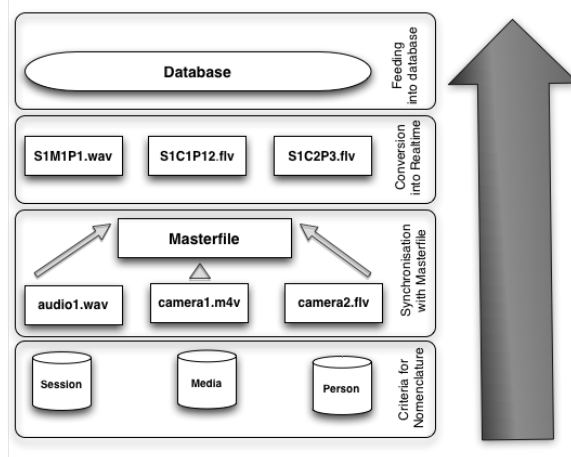 Database
Feeding
into database
S1M1P1.wav
S1C1P12.flv
S1C2P3.flv
Conversion
into Realtime
Masterfile
audio1.wav
camera1.m4v
camera2.flv
Synchronisation
with Masterfile
Session
Media
Person
Criteria for
Nomenclature